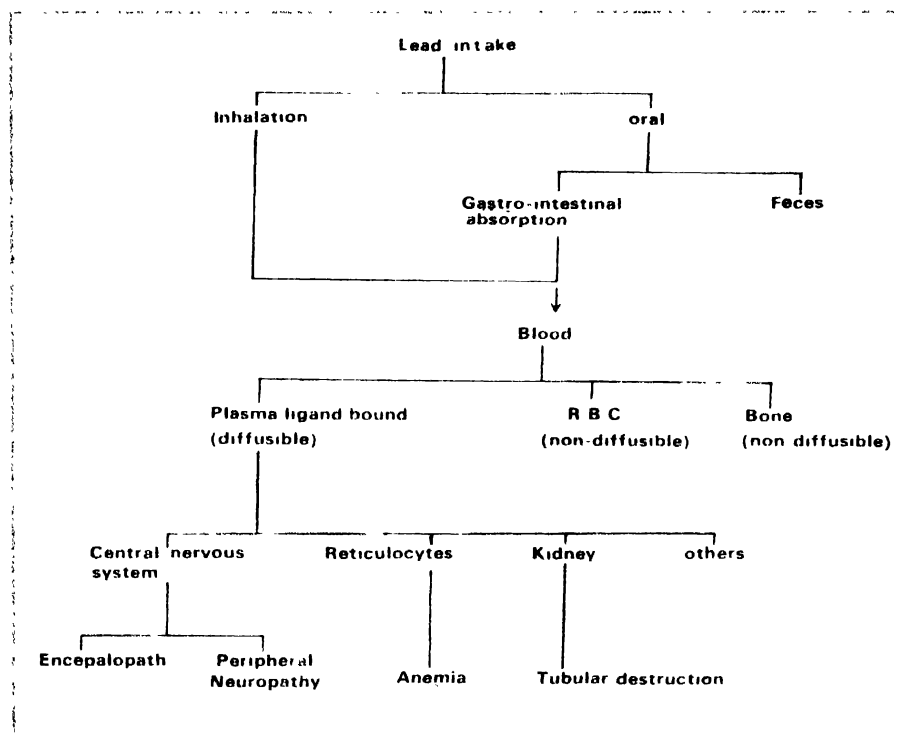 Lead intake
Inhalation
oral
Gastro-intestinal
absorption
Feces
Blood
Plasma ligand bound
(diffusible)
R B C
(non-diffusible)
Bone
(non diffusible)
Central nervous
system
Reticulocytes
Kidney
others
Encepalopath
Peripheral
Neuropathy
Anemia
Tubular destruction